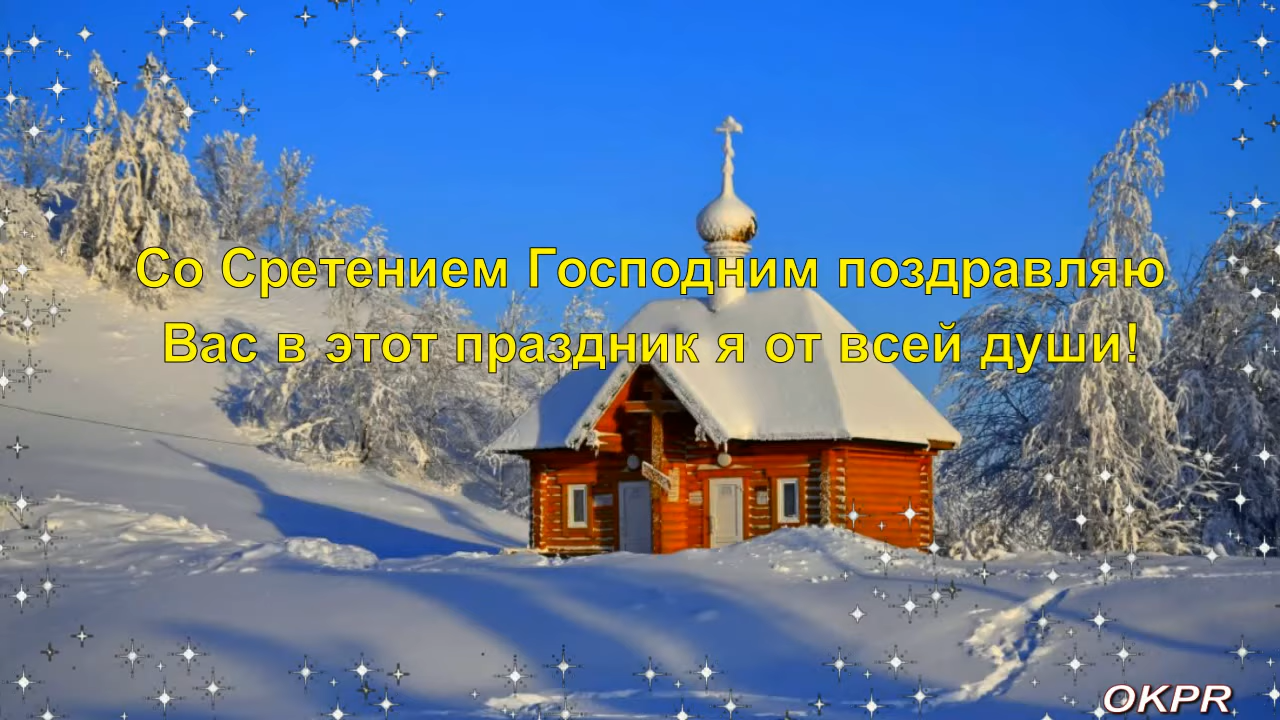 Со Сретением Господним поздравляю
Вас в этот праздник я от всей души!
OKPR